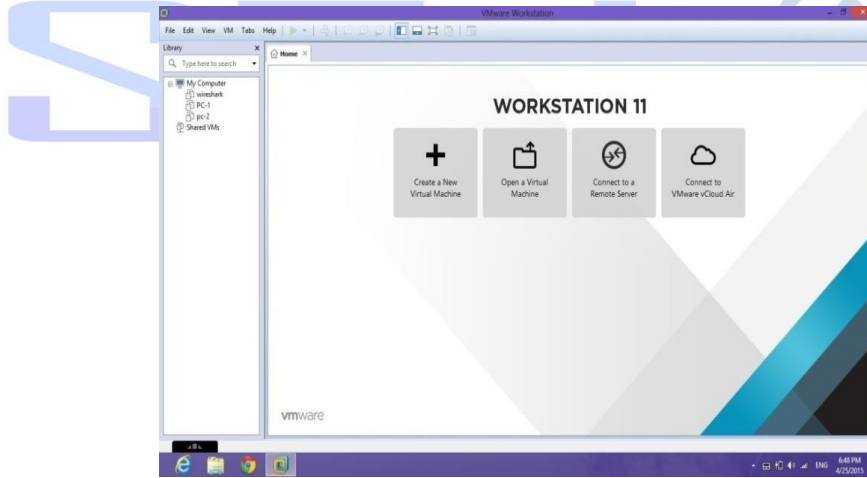 VMware Workstation
File Edit View VM Tabs Help
Library
Home
Type here to search
My Computer
wireshark
PC-1
pc-2
Shared VMs
WORKSTATION 11
Create a New
Virtual Machine
Open a Virtual
Machine
Connect to a
Remote Server
Connect to
VMware vCloud Air
vmware
ENG
6:48 PM
4/25/2015